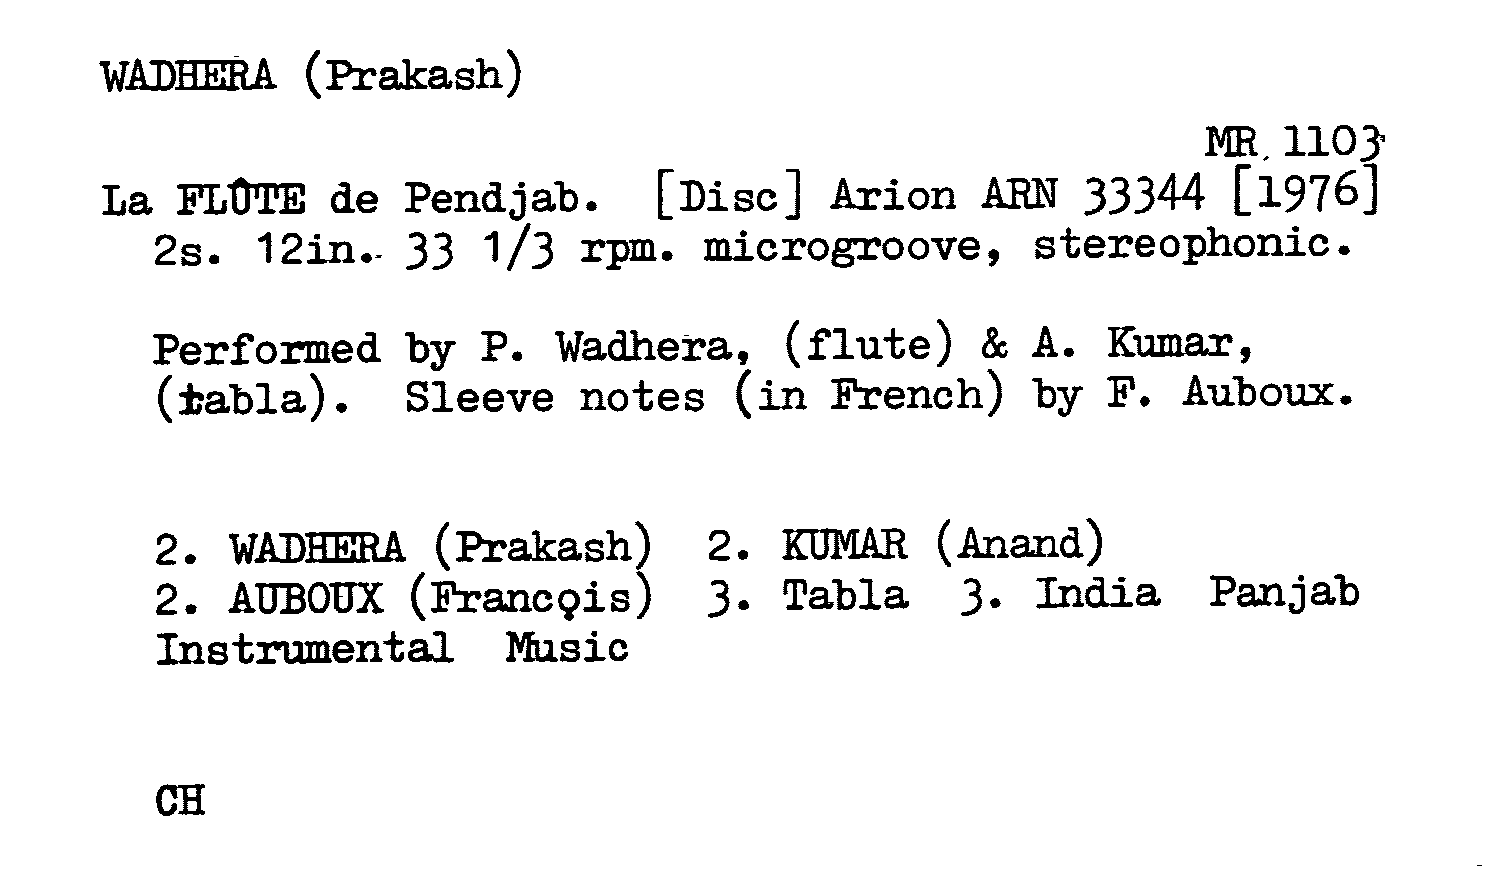 WADHERA (Prakash)
MR. 1103
La FLÛTE de Pendjab. [Disc] Arion ARN 33344 [1976]
2s. 12in. 33 1/3 rpm. microgroove, stereophonic.
Performed by P. Wadhera, (flute) & A. Kumar,
(tabla). Sleeve notes (in French) by F. Auboux.
2. WADHERA (Prakash) 2. KUMAR (Anand)
2. AUBOUX (Francois) 3. Tabla 3. India Panjab
Instrumental Music
CH